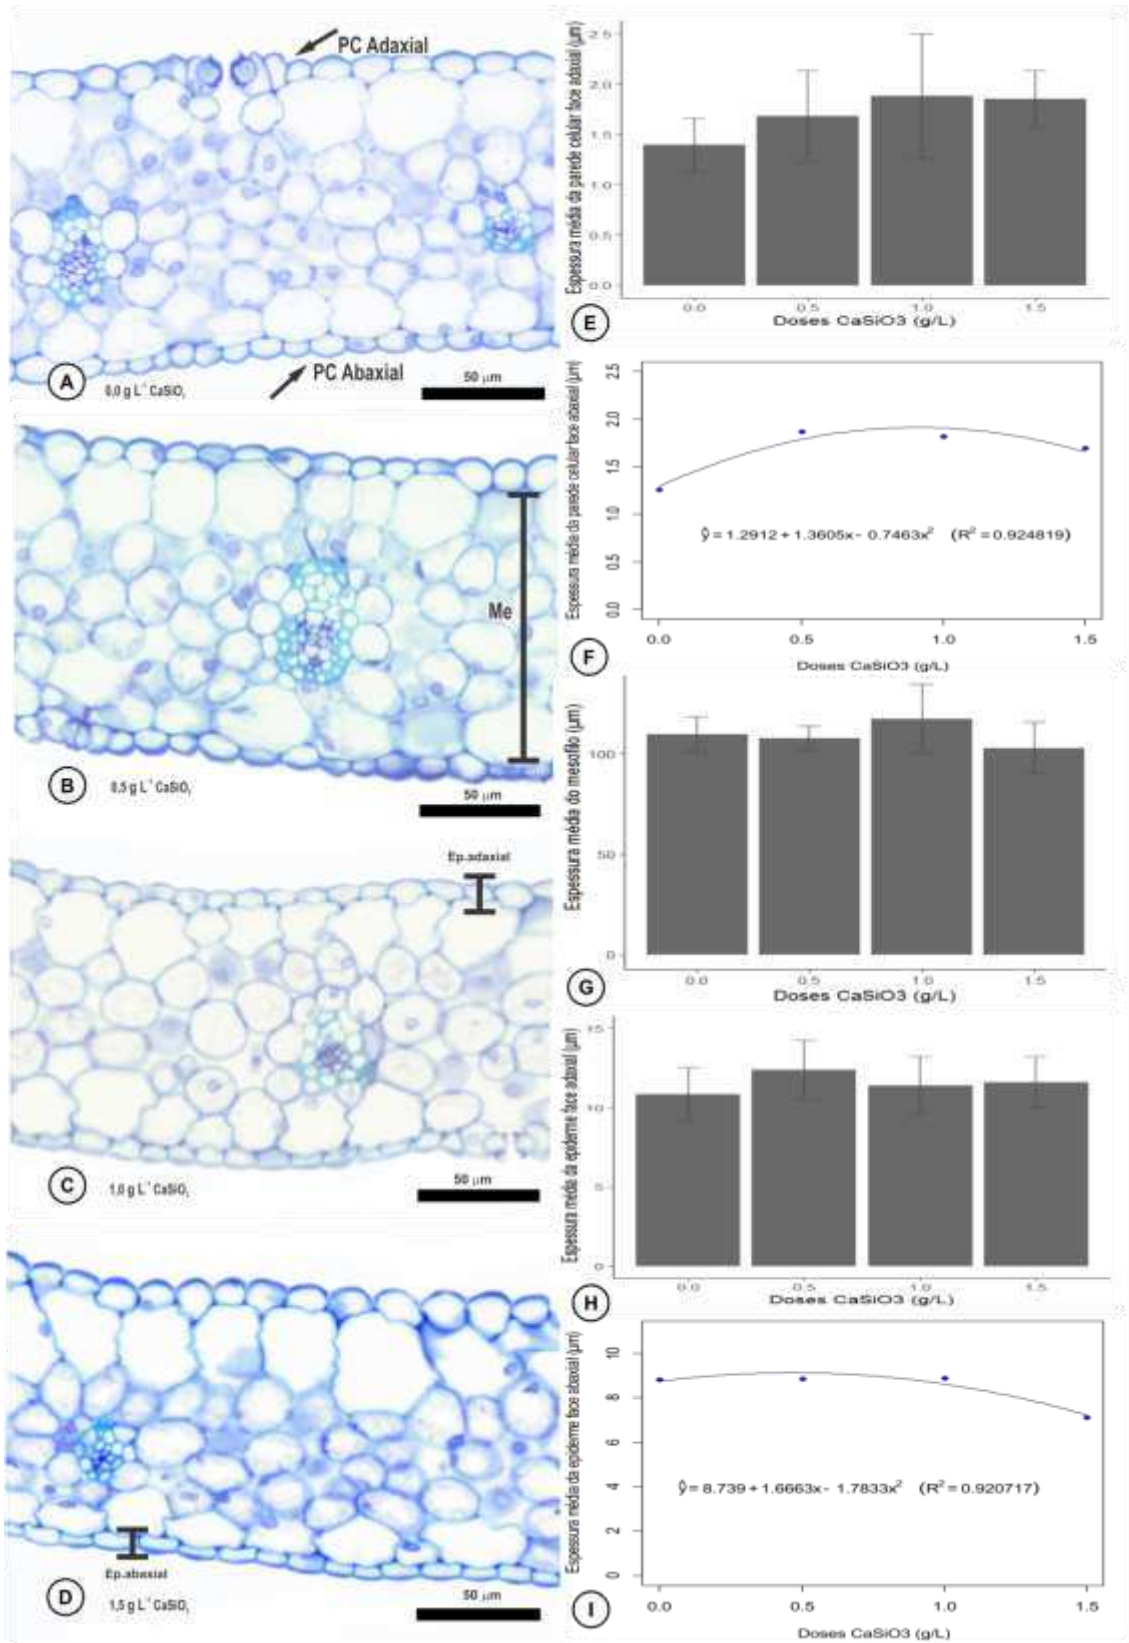 PC Adaxial
PC Abaxial
A
0,0 g L⁻¹ CaSiO₃
50 µm
B
0,5 g L⁻¹ CaSiO₃
Me
50 µm
Ep.adaxial
C
1,0 g L⁻¹ CaSiO₃
50 µm
Ep.abaxial
D
1,5 g L⁻¹ CaSiO₃
50 µm
Espessura média da parede celular face adaxial (µm)
2.5
2.0
1.5
1.0
0.5
0.0
0.0 0.5 1.0 1.5
Doses CaSiO3 (g/L)
E
Espessura média da parede celular face abaxial (µm)
2.5
2.0
1.5
1.0
0.5
0.0
ŷ = 1.2912 + 1.3605x - 0.7463x² (R² = 0.924819)
0.0 0.5 1.0 1.5
Doses CaSiO3 (g/L)
F
Espessura média do mesofilo (µm)
100
50
0
0.0 0.5 1.0 1.5
Doses CaSiO3 (g/L)
G
Espessura média da epiderme face adaxial (µm)
15
10
5
0
0.0 0.5 1.0 1.5
Doses CaSiO3 (g/L)
H
Espessura média da epiderme face abaxial (µm)
10
8
6
4
2
0
ŷ = 8.739 + 1.6663x - 1.7833x² (R² = 0.920717)
0.0 0.5 1.0 1.5
Doses CaSiO3 (g/L)
I